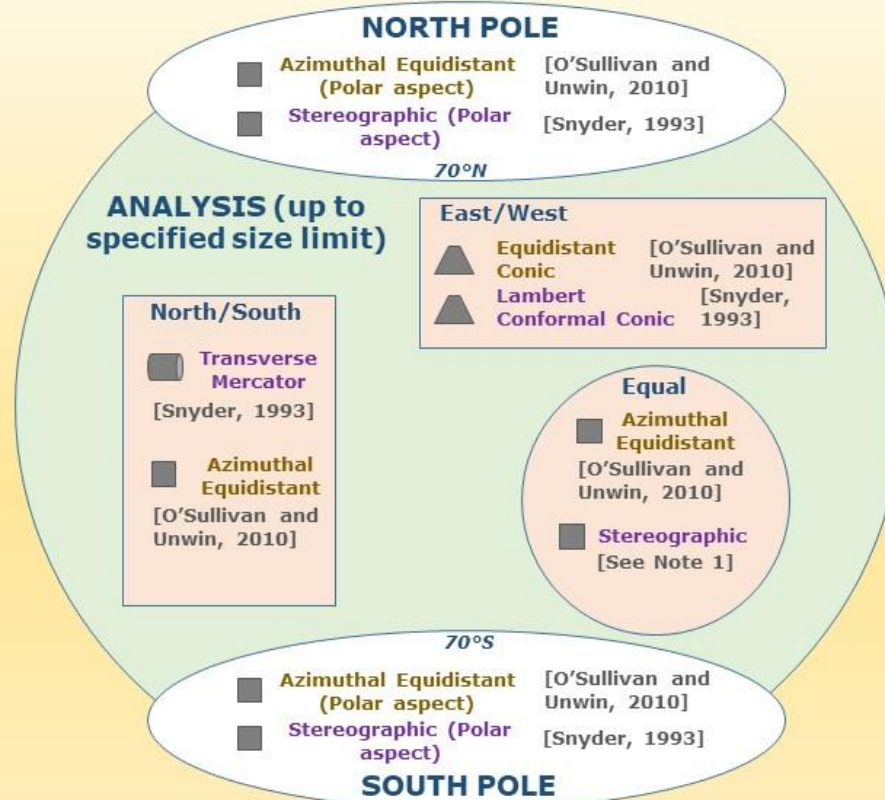 NORTH POLE
Azimuthal Equidistant
(Polar aspect)
[O'Sullivan and
Unwin, 2010]
Stereographic (Polar
aspect)
[Snyder, 1993]
70°N
ANALYSIS (up to
specified size limit)
East/West
Equidistant
Conic
[O'Sullivan and
Unwin, 2010]
Lambert
Conformal Conic
[Snyder,
1993]
North/South
Transverse
Mercator
[Snyder, 1993]
Azimuthal
Equidistant
[O'Sullivan and
Unwin, 2010]
Equal
Azimuthal
Equidistant
[O'Sullivan and
Unwin, 2010]
Stereographic
[See Note 1]
70°S
Azimuthal Equidistant
(Polar aspect)
[O'Sullivan and
Unwin, 2010]
Stereographic (Polar
aspect)
[Snyder, 1993]
SOUTH POLE